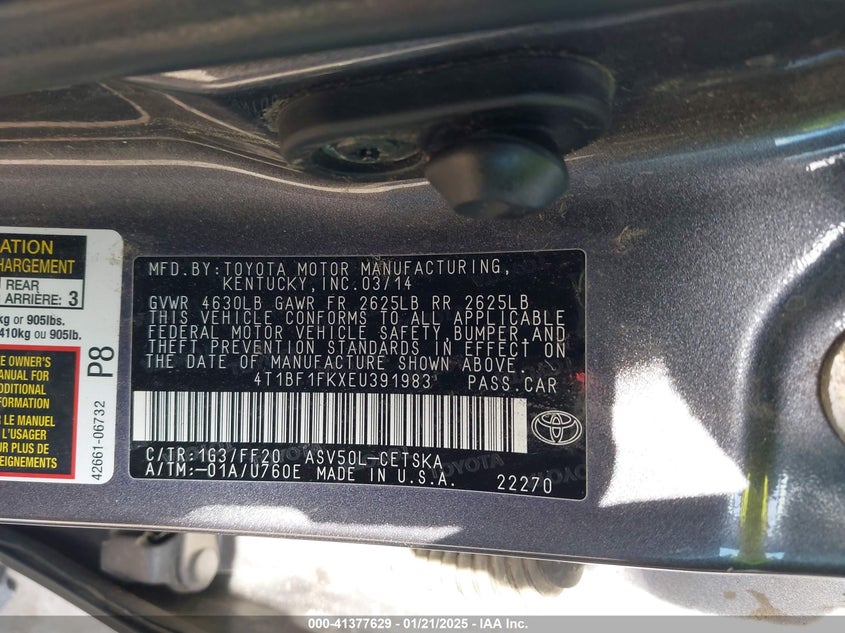 ATION
HARGEMENT
REAR
ARRIÈRE: 3
kg or 905lbs.
410kg ou 905lb.
E OWNER'S
MANUAL FOR
DDITIONAL
FORMATION
R LE MANUEL
L'USAGER
UR PLUS DE
ENSEIGNEMENTS
42661-06732
P8
MFD.BY:TOYOTA MOTOR MANUFACTURING,
KENTUCKY, INC.03/14
GVWR 4630LB GAWR FR 2625LB RR 2625LB
THIS VEHICLE CONFORMS TO ALL APPLICABLE
FEDERAL MOTOR VEHICLE SAFETY, BUMPER,AND
THEFT PREVENTION STANDARDS IN EFFECT ON
THE DATE OF MANUFACTURE SHOWN ABOVE.
4T1BF1FKXEU391983 PASS.CAR
C/TR:1G3/FF20 ASV50L-CETSKA
A/TM:-01A/U760E MADE IN U.S.A.
22270
000-41377629 - 01/21/2025 - IAA Inc.